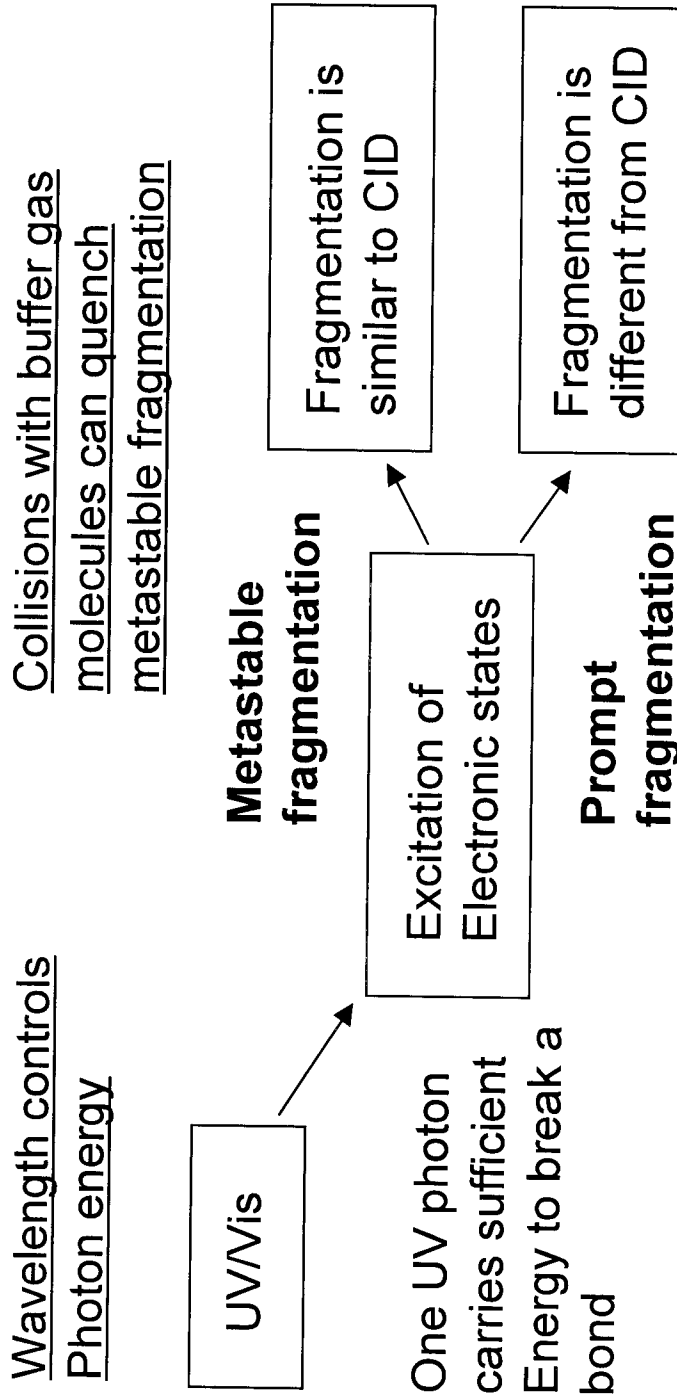 Wavelength controls
Photon energy
UV/Vis
One UV photon
carries sufficient
Energy to break a
bond
Excitation of
Electronic states
Collisions with buffer gas
molecules can quench
metastable fragmentation
Metastable
fragmentation
Prompt
fragmentation
Fragmentation is
similar to CID
Fragmentation is
different from CID